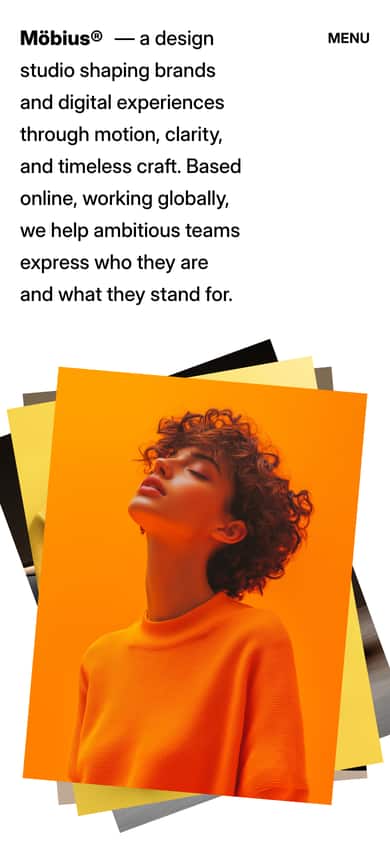 Möbius® — a design
MENU
studio shaping brands
and digital experiences
through motion, clarity,
and timeless craft. Based
online, working globally,
we help ambitious teams
express who they are
and what they stand for.